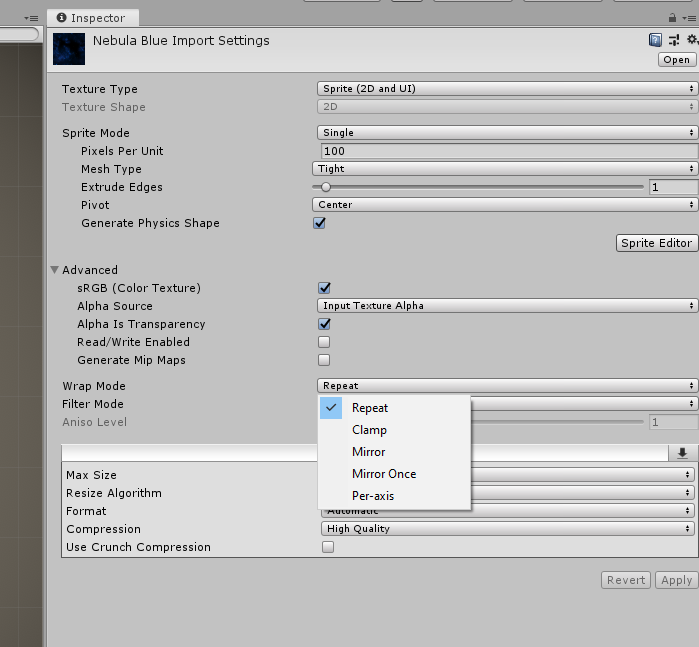 Inspector
Nebula Blue Import Settings
Open
Texture Type Sprite (2D and UI)
Texture Shape 2D
Sprite Mode Single
Pixels Per Unit 100
Mesh Type Tight
Extrude Edges 1
Pivot Center
Generate Physics Shape
Sprite Editor
Advanced
sRGB (Color Texture)
Alpha Source Input Texture Alpha
Alpha Is Transparency
Read/Write Enabled
Generate Mip Maps
Wrap Mode Repeat
Filter Mode
Repeat
Aniso Level 1
Clamp
Mirror
Mirror Once
Per-axis
Max Size
Resize Algorithm
Format Automatic
Compression High Quality
Use Crunch Compression
Revert Apply